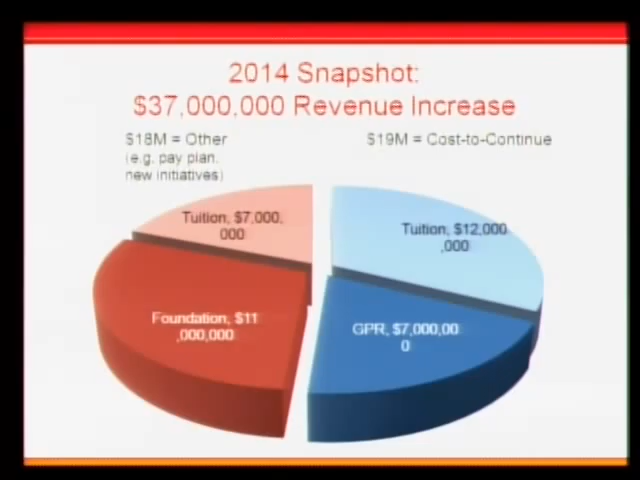 2014 Snapshot:
$37,000,000 Revenue Increase
$18M = Other
(e.g. pay plan.
new initiatives)
$19M = Cost-to-Continue
Tuition, $7,000,
000
Tuition, $12,000
,000
Foundation, $11
,000,000
GPR, $7,000,00
0